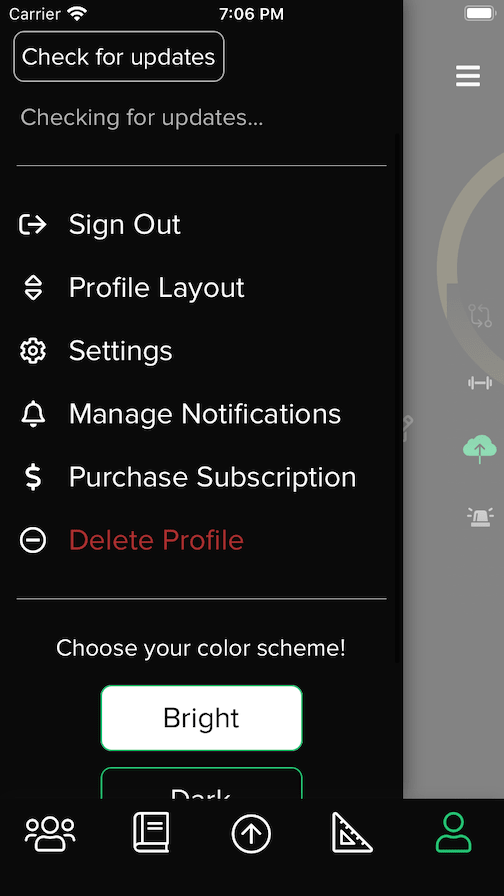 Carrier 7:06 PM
Check for updates
Checking for updates...
Sign Out
Profile Layout
Settings
Manage Notifications
Purchase Subscription
Delete Profile
Choose your color scheme!
Bright
Dark